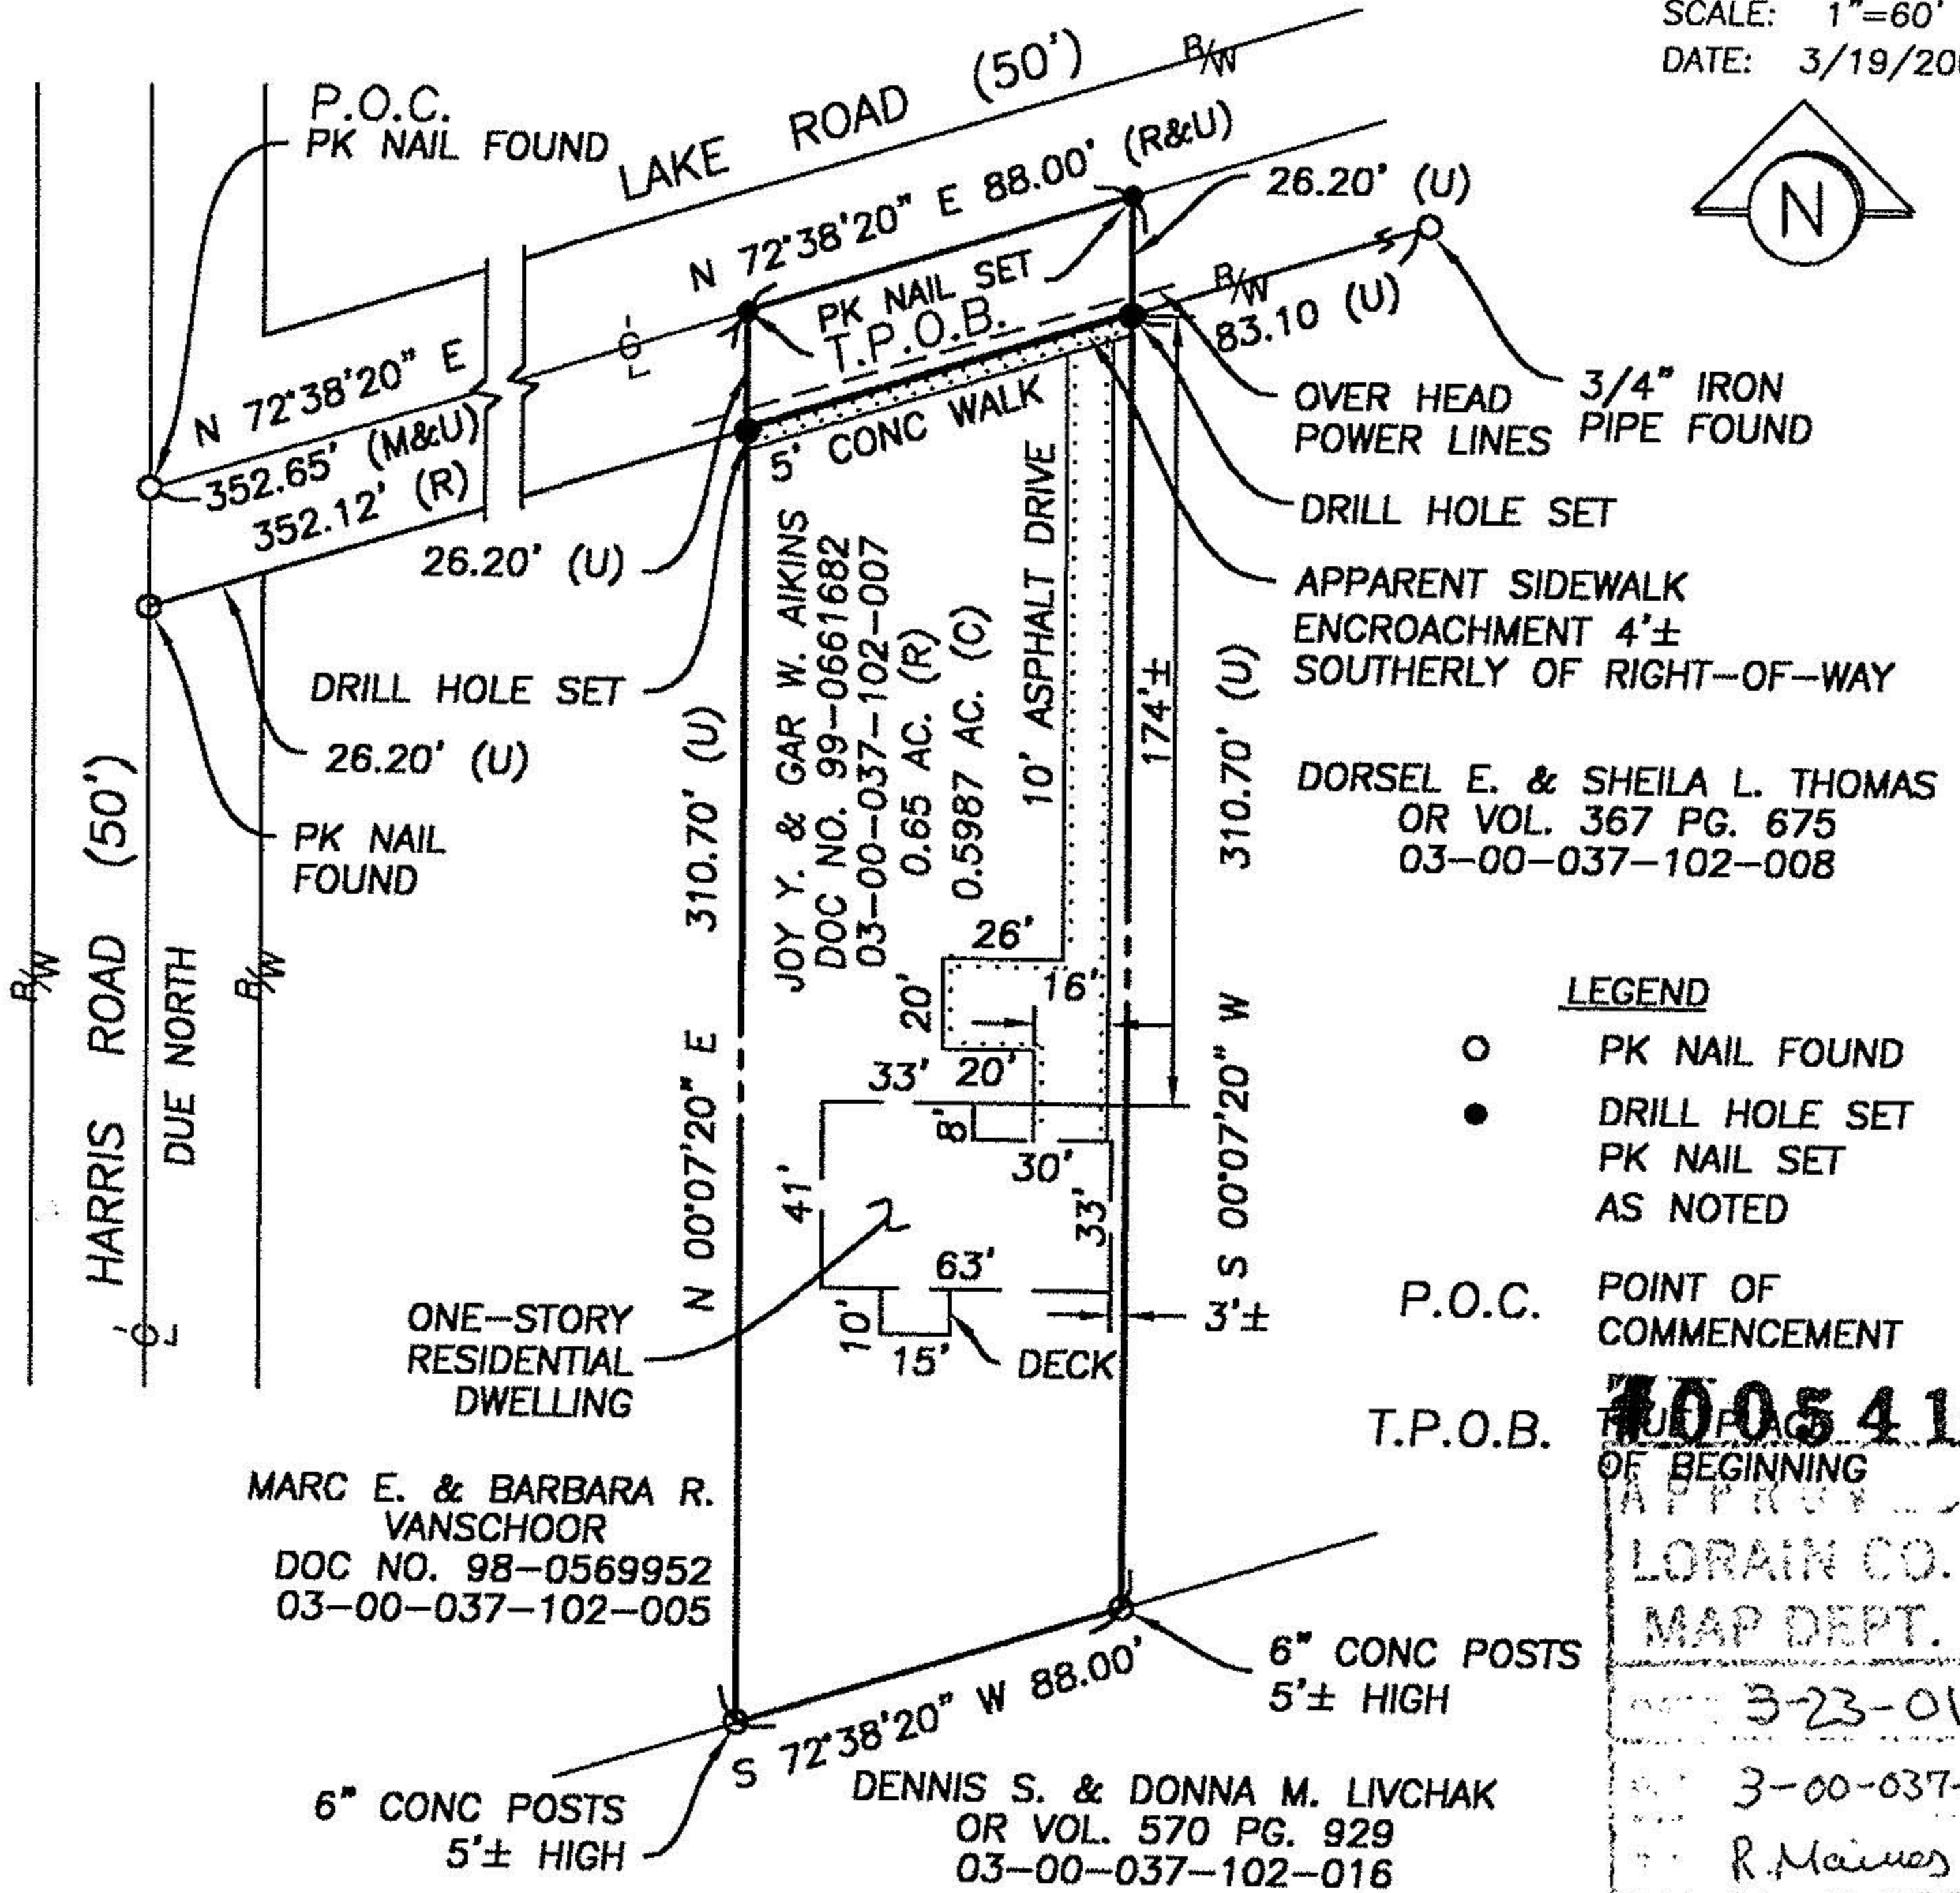 SCALE: 1"=60'
DATE: 3/19/20
N
P.O.C.
PK NAIL FOUND
LAKE ROAD (50')
R/W
N 72°38'20" E 88.00' (R&U)
26.20' (U)
PK NAIL SET
T.P.O.B.
R/W
83.10 (U)
3/4" IRON
PIPE FOUND
OVER HEAD
POWER LINES
N 72°38'20" E
352.65' (M&U)
352.12' (R)
5' CONC WALK
DRILL HOLE SET
26.20' (U)
APPARENT SIDEWALK
ENCROACHMENT 4'±
SOUTHERLY OF RIGHT-OF-WAY
DRILL HOLE SET
26.20' (U)
PK NAIL
FOUND
HARRIS ROAD (50')
DUE NORTH
R/W
R/W
N 00°07'20" E 310.70' (U)
JOY Y. & GAR W. AIKINS
DOC NO. 99-0661682
03-00-037-102-007
0.65 AC. (R)
0.5987 AC. (C)
10' ASPHALT DRIVE
174'±
S 00°07'20" W 310.70' (U)
DORSEL E. & SHEILA L. THOMAS
OR VOL. 367 PG. 675
03-00-037-102-008
26'
16'
20'
20'
33'
8'
30'
41'
33'
63'
10'
15'
DECK
3'±
ONE-STORY
RESIDENTIAL
DWELLING
LEGEND
PK NAIL FOUND
DRILL HOLE SET
PK NAIL SET
AS NOTED
P.O.C. POINT OF
COMMENCEMENT
T.P.O.B.
OF BEGINNING
00541
LORAIN CO.
MAP DEPT.
3-23-01
3-00-037-
R. Maines
MARC E. & BARBARA R.
VANSCHOOR
DOC NO. 98-0569952
03-00-037-102-005
6" CONC POSTS
5'± HIGH
S 72°38'20" W 88.00'
6" CONC POSTS
5'± HIGH
DENNIS S. & DONNA M. LIVCHAK
OR VOL. 570 PG. 929
03-00-037-102-016